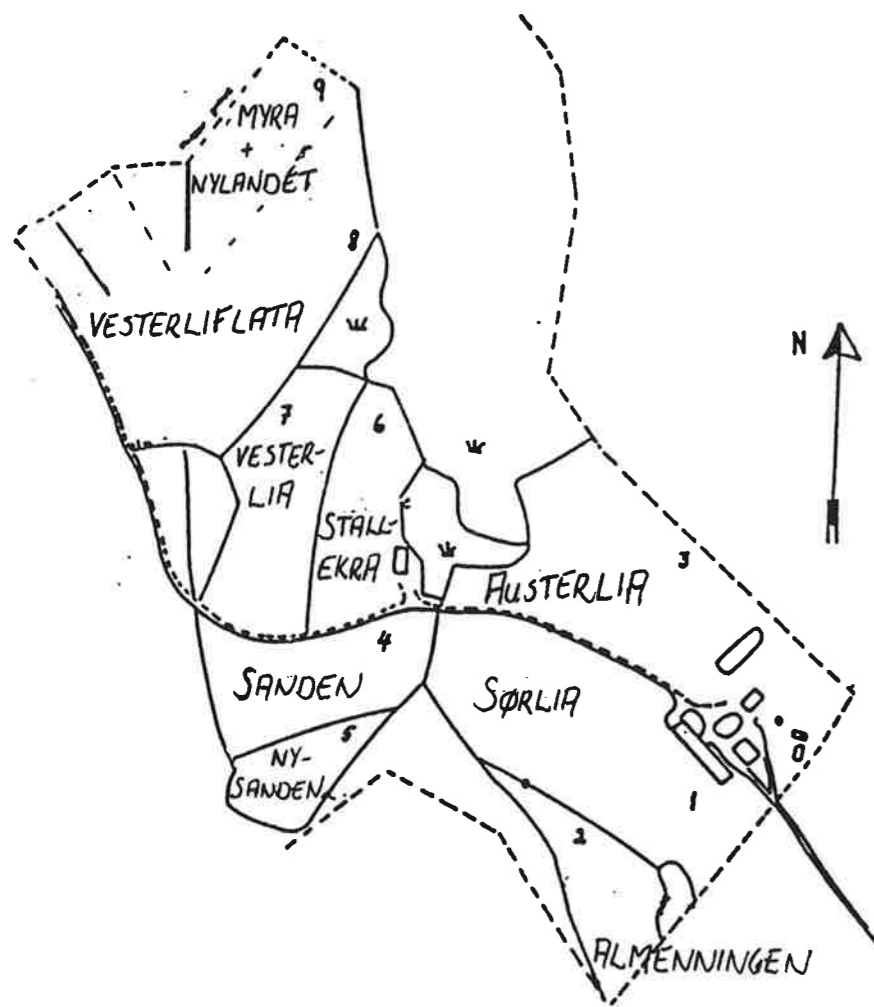 9
MYRA
+
NYLANDET
8
VESTERLIFLATA
N
7
6
VESTER-
LIA
STALL-
EKRA
3
AUSTERLIA
4
SANDEN
SØRLIA
5
NY-
SANDEN
1
2
ALMENNINGEN